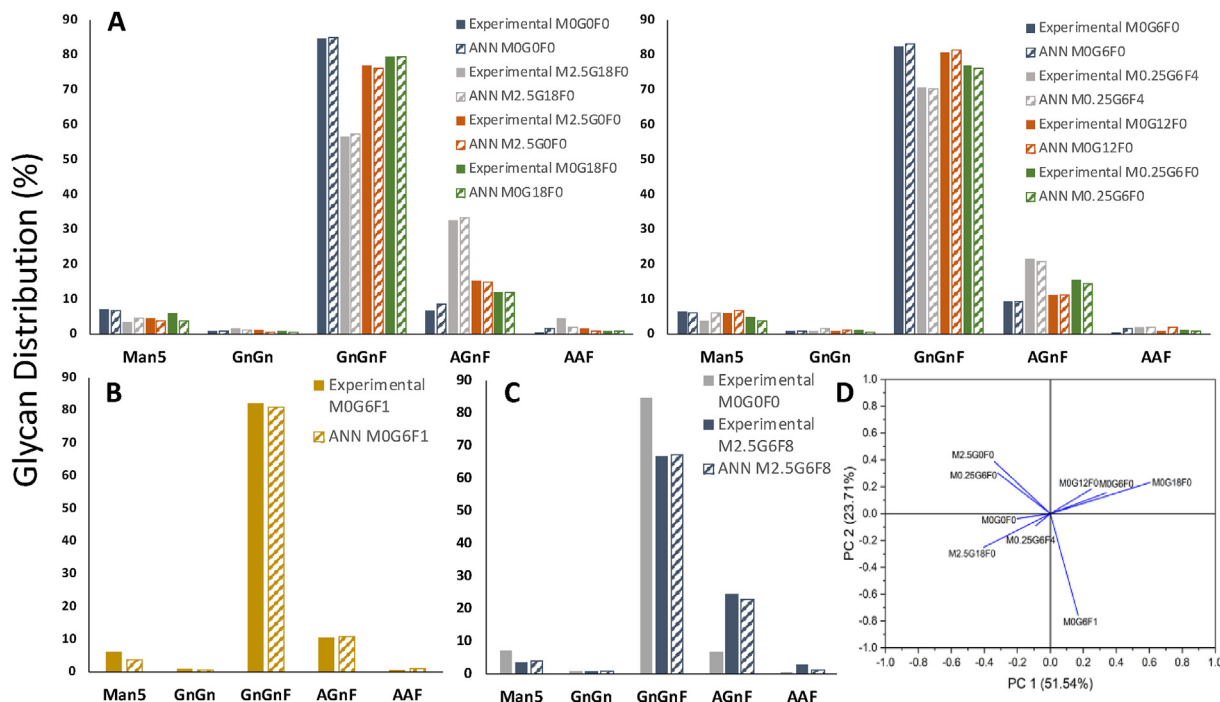 Glycan Distribution (%)
A
90
80
70
60
50
40
30
20
10
0
Man5 GnGn GnGnF AGnF AAF
Experimental M0G0F0
ANN M0G0F0
Experimental M2.5G18F0
ANN M2.5G18F0
Experimental M2.5G0F0
ANN M2.5G0F0
Experimental M0G18F0
ANN M0G18F0
90
80
70
60
50
40
30
20
10
0
Man5 GnGn GnGnF AGnF AAF
Experimental M0G6F0
ANN M0G6F0
Experimental M0.25G6F4
ANN M0.25G6F4
Experimental M0G12F0
ANN M0G12F0
Experimental M0.25G6F0
ANN M0.25G6F0
B
90
80
70
60
50
40
30
20
10
0
Man5 GnGn GnGnF AGnF AAF
Experimental
M0G6F1
ANN M0G6F1
C
90
80
70
60
50
40
30
20
10
0
Man5 GnGn GnGnF AGnF AAF
Experimental
M0G0F0
Experimental
M2.5G6F8
ANN M2.5G6F8
D
PC 2 (23.71%)
1.0
0.8
0.6
0.4
0.2
0.0
-0.2
-0.4
-0.6
-0.8
-1.0
M2.5G0F0
M0.25G6F0
M0G12F0
M0G6F0
M0G18F0
M0G0F0
M0.25G6F4
M2.5G18F0
M0G6F1
-1.0 -0.8 -0.6 -0.4 -0.2 0.0 0.2 0.4 0.6 0.8 1.0
PC 1 (51.54%)